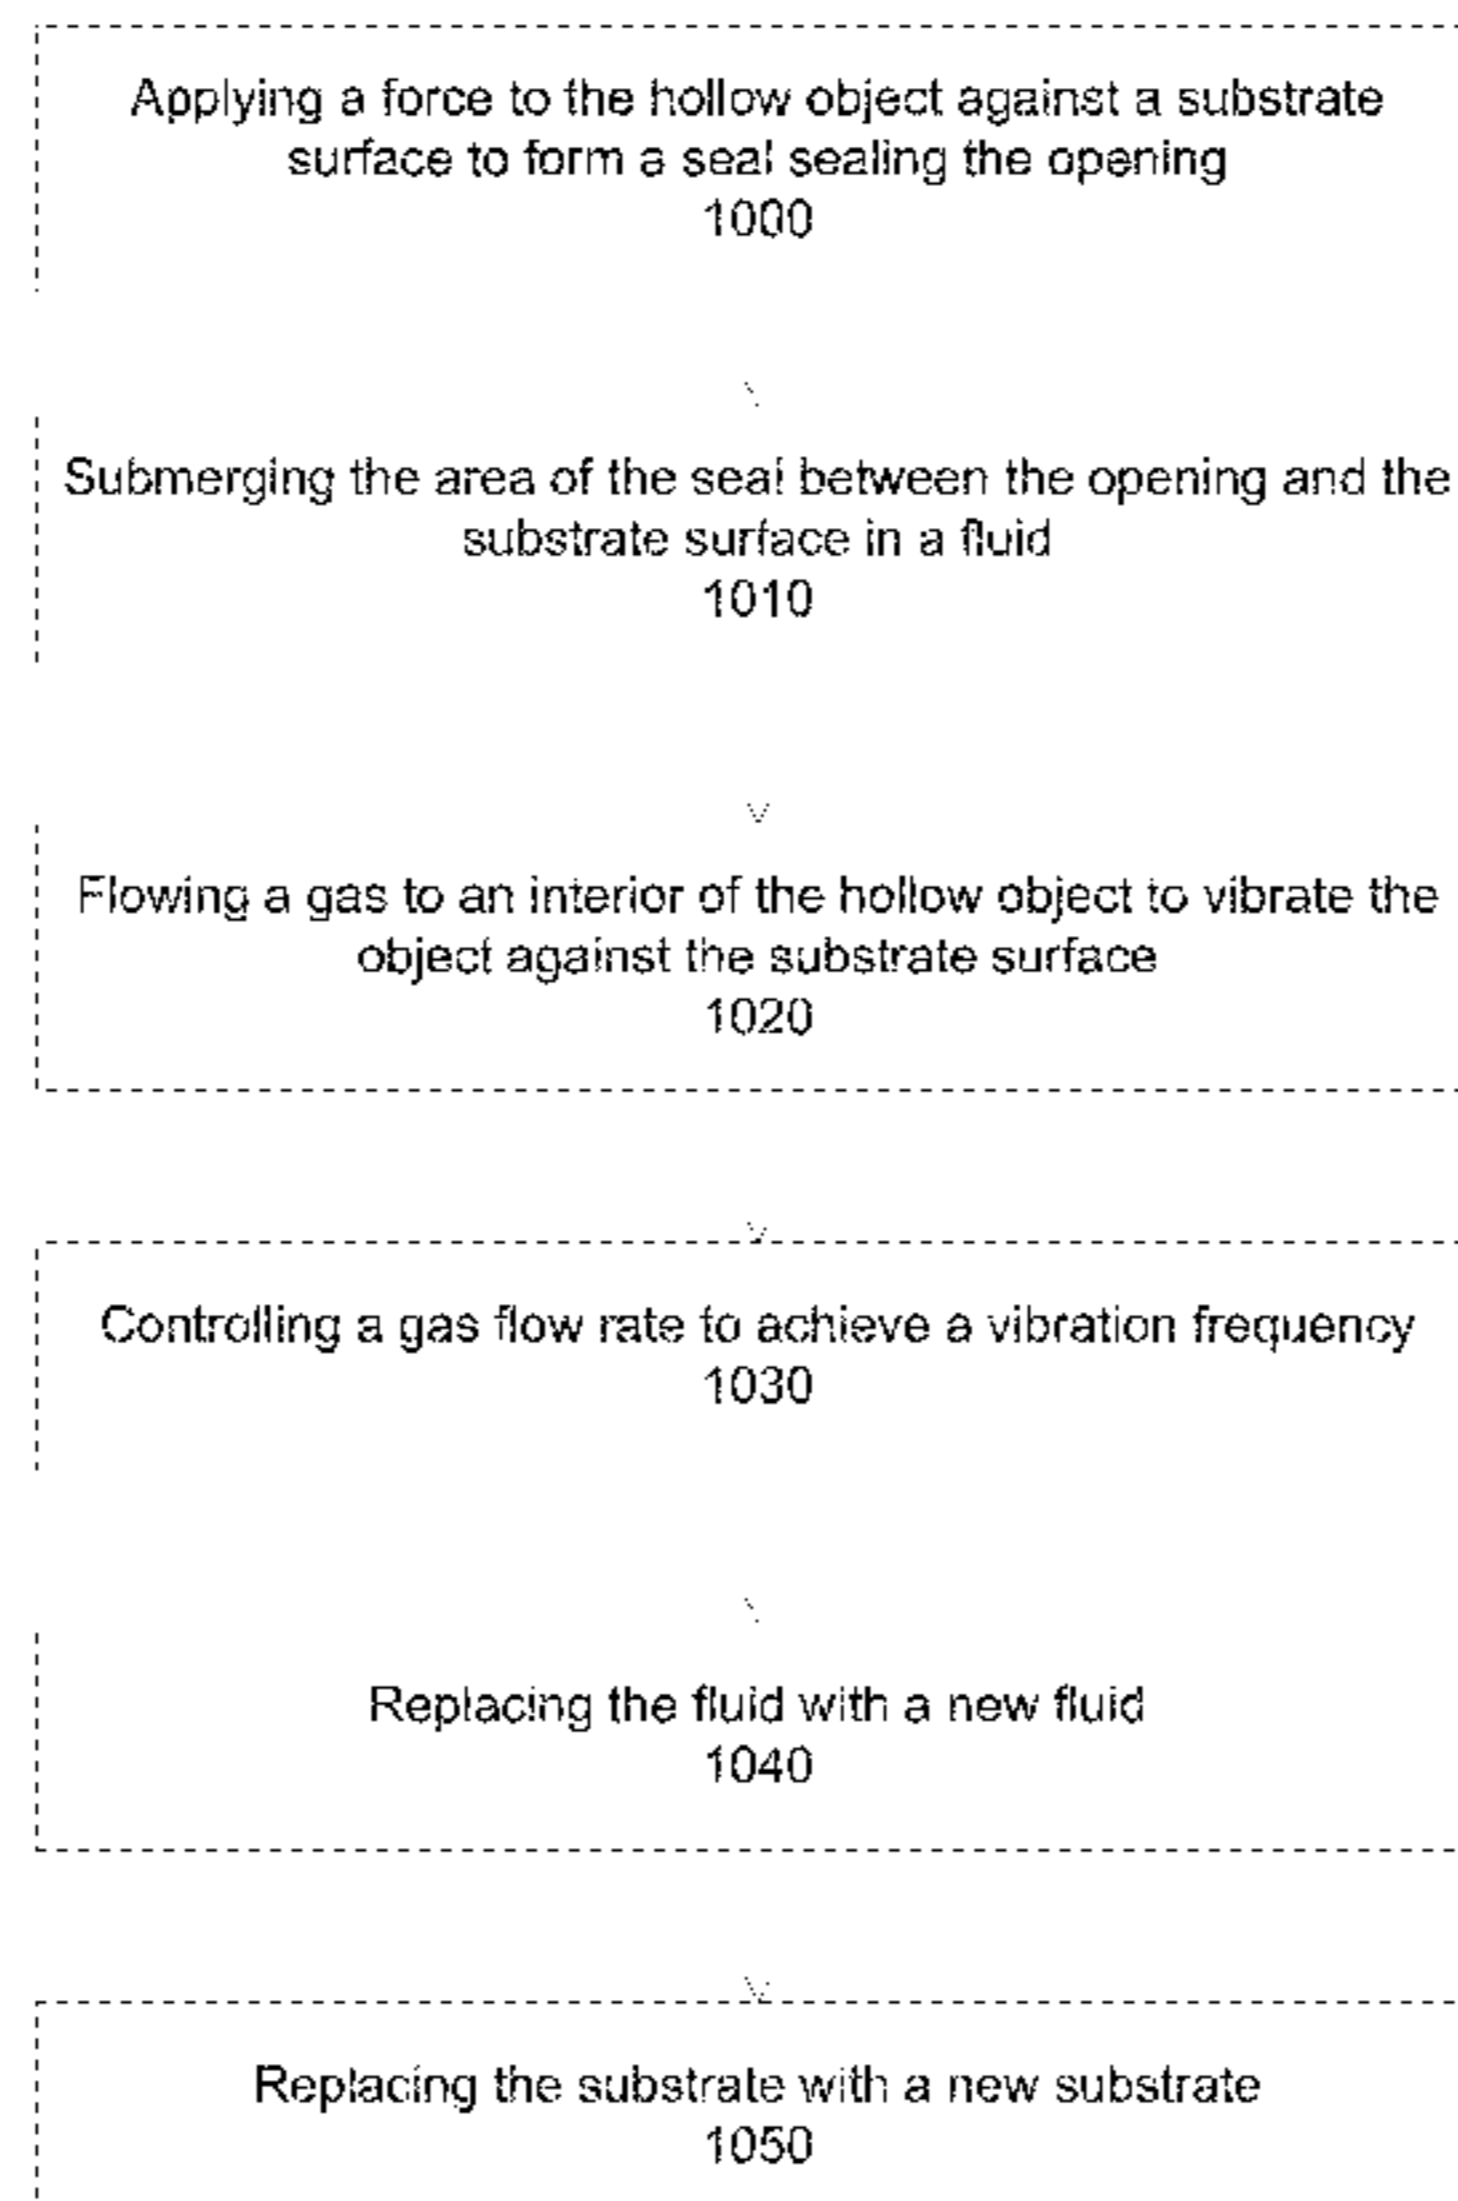 Applying a force to the hollow object against a substrate
surface to form a seal sealing the opening
1000
Submerging the area of the seal between the opening and the
substrate surface in a fluid
1010
Flowing a gas to an interior of the hollow object to vibrate the
object against the substrate surface
1020
Controlling a gas flow rate to achieve a vibration frequency
1030
Replacing the fluid with a new fluid
1040
Replacing the substrate with a new substrate
1050